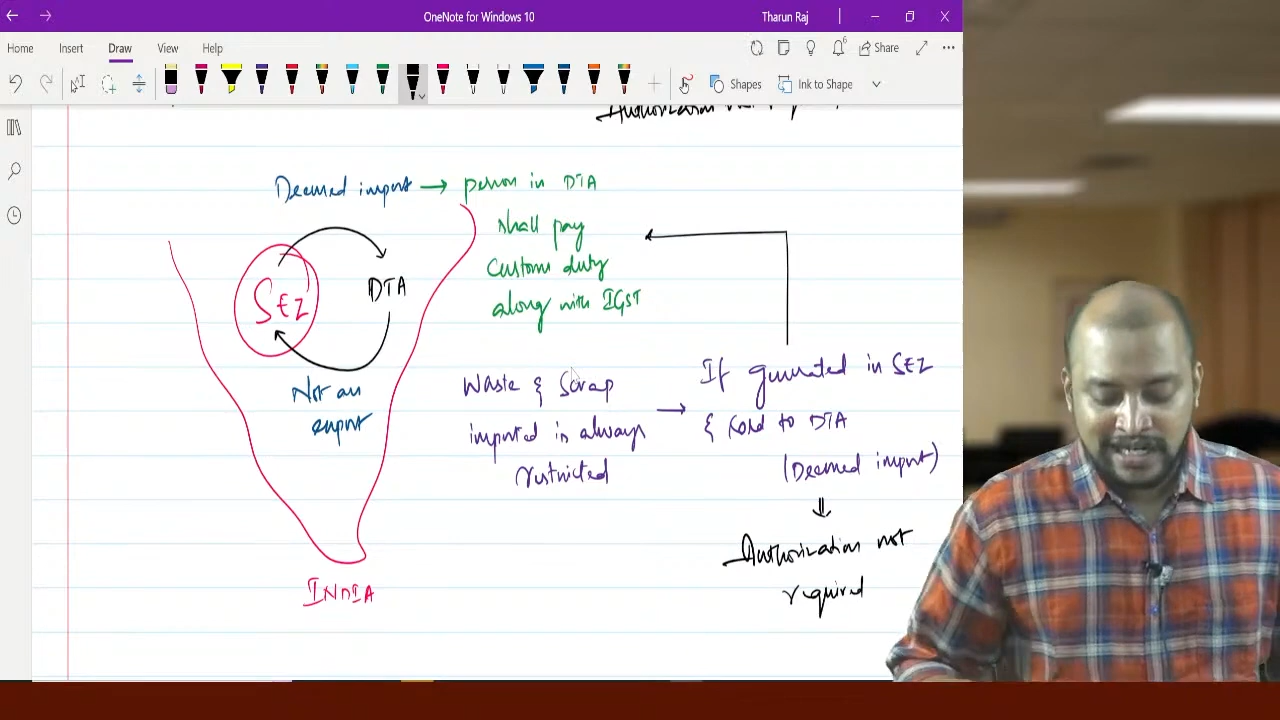 OneNote for Windows 10
Tharun Raj
Home Insert Draw View Help
6
Share
Shapes
Ink to Shape
Authorization
Deemed import → person in DTA
shall pay
Custom duty
along with IGST
SEZ
DTA
Not an
export
INDIA
Waste & Scrap
imported is always
restricted
→ If generated in SEZ
& sold to DTA
(Deemed import)
⇓
Authorization not
required